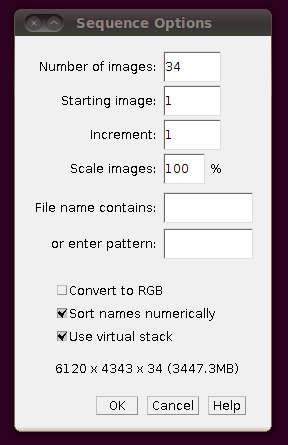 Sequence Options
Number of images: 34
Starting image: 1
Increment: 1
Scale images: 100 %
File name contains:
or enter pattern:
Convert to RGB
Sort names numerically
Use virtual stack
6120 x 4343 x 34 (3447.3MB)
OK Cancel Help